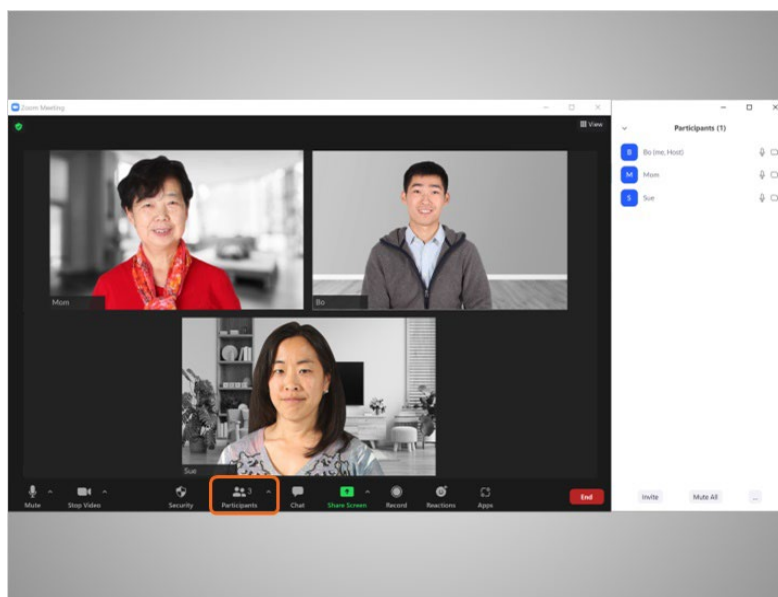 Zoom Meeting
View
Mom
Bo
Sue
Mute
Stop Video
Security
3
Participants
Chat
Share Screen
Record
Reactions
Apps
End
Participants (1)
B Bo (me, Host)
M Mom
S Sue
Invite Mute All ...